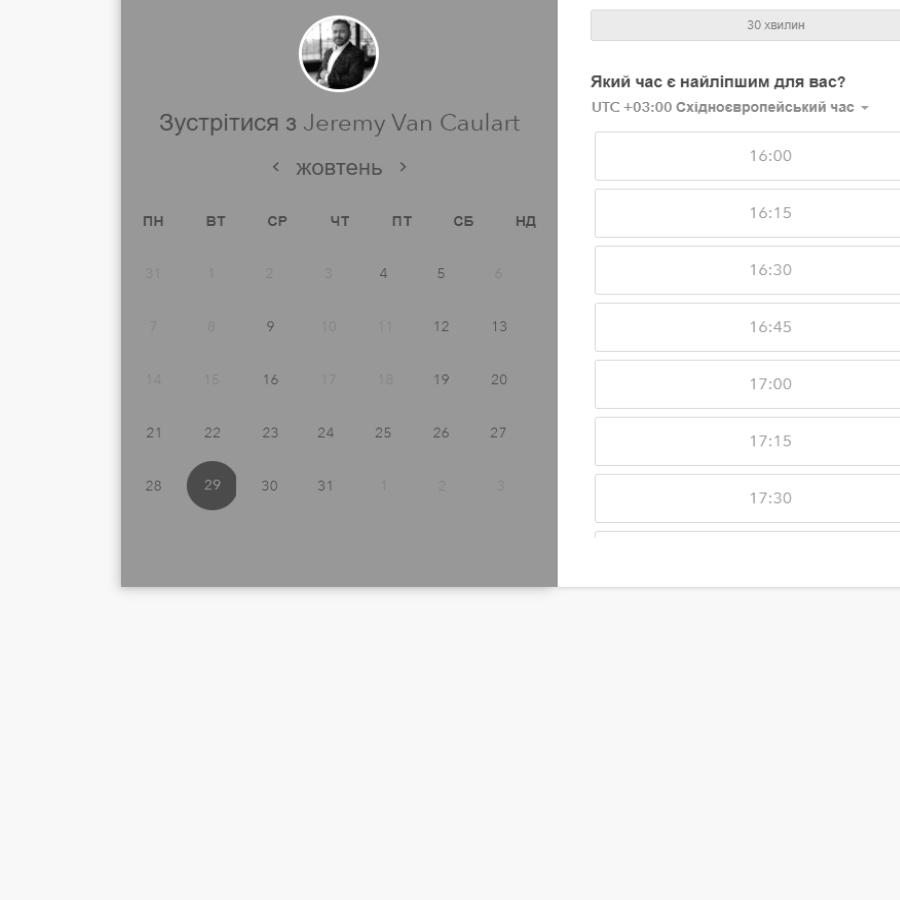 Зустрітися з Jeremy Van Caulart
жовтень
ПН ВТ СР ЧТ ПТ СБ НД
31 1 2 3 4 5 6
7 8 9 10 11 12 13
14 15 16 17 18 19 20
21 22 23 24 25 26 27
28 29 30 31 1 2 3
30 хвилин
Який час є найліпшим для вас?
UTC +03:00 Східноєвропейський час
16:00
16:15
16:30
16:45
17:00
17:15
17:30